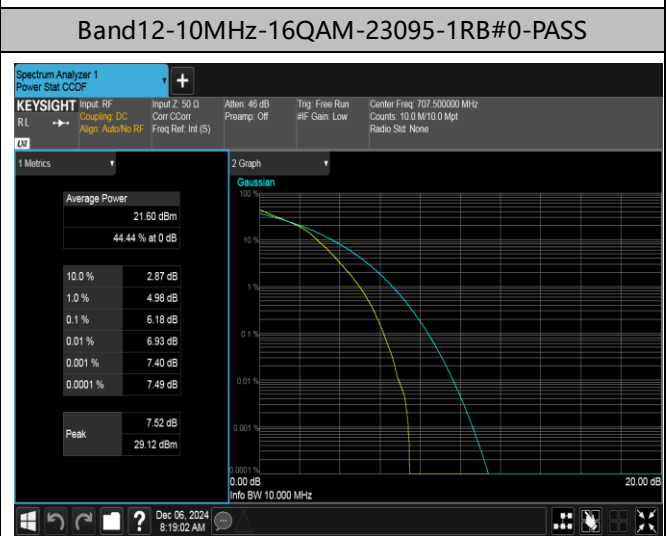 Band12-10MHz-16QAM-23095-1RB#0-PASS
Spectrum Analyzer 1
Power Stat CCDF
+
KEYSIGHT
RL
LXI
Input: RF
Coupling: DC
Align: Auto/No RF
Input Z: 50 Ω
Corr CCorr
Freq Ref: Int (S)
Atten: 46 dB
Preamp: Off
Trig: Free Run
#IF Gain: Low
Center Freq: 707.500000 MHz
Counts: 10.0 M/10.0 Mpt
Radio Std: None
1 Metrics
Average Power
21.60 dBm
44.44 % at 0 dB
10.0 % 2.87 dB
1.0 % 4.98 dB
0.1 % 6.18 dB
0.01 % 6.93 dB
0.001 % 7.40 dB
0.0001 % 7.49 dB
Peak
7.52 dB
29.12 dBm
2 Graph
Gaussian
100 %
10 %
1 %
0.1 %
0.01 %
0.001 %
0.0001 %
0.00 dB 20.00 dB
Info BW 10.000 MHz
?
Dec 06, 2024
8:19:02 AM